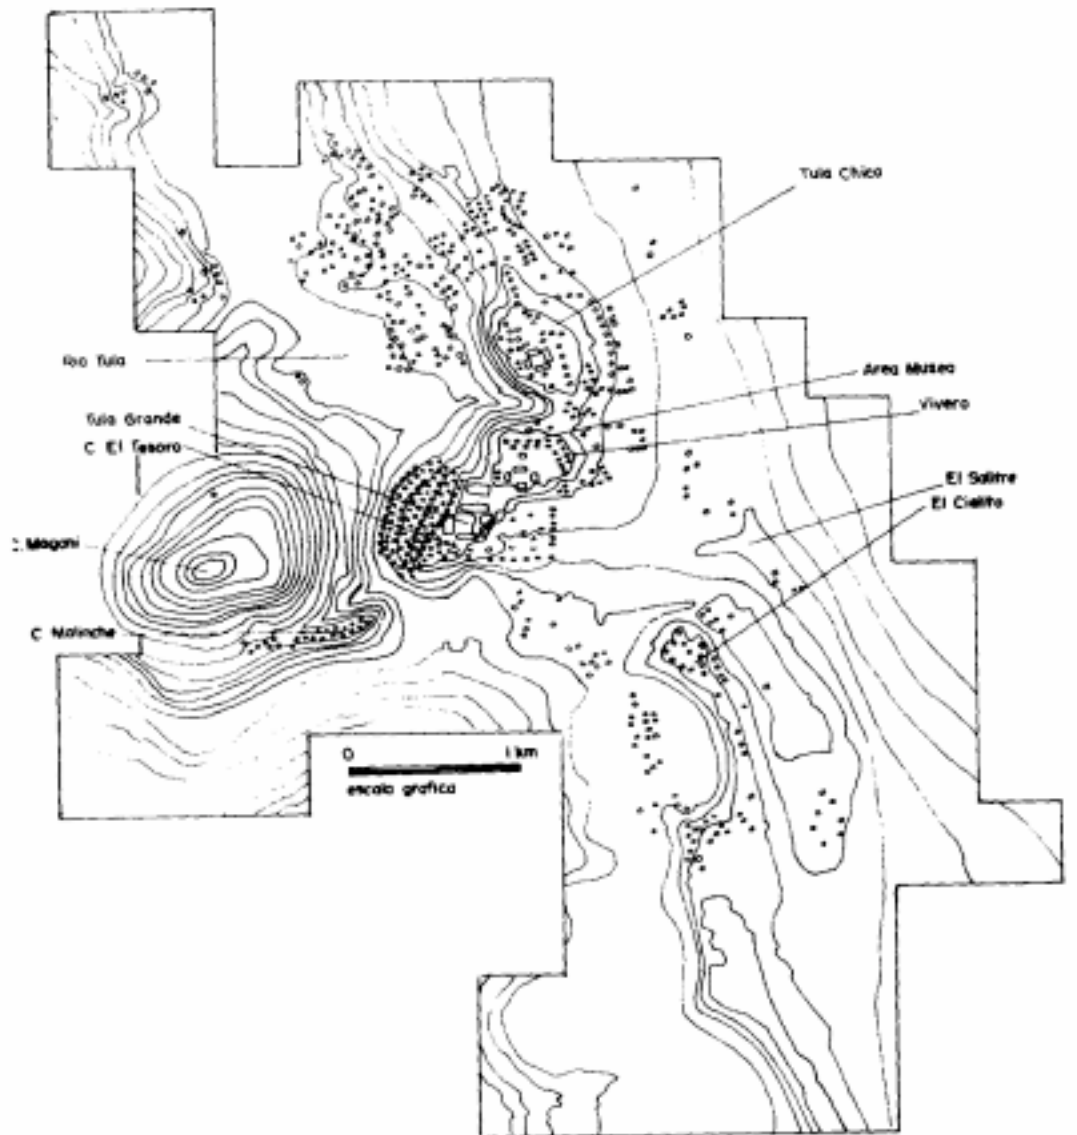 Tula Chico
Rio Tula
Area Museo
Tula Grande
Vivero
C. El Tesoro
El Salitre
El Cielito
C. Magoni
C. Malinche
0 1 km
escala grafica